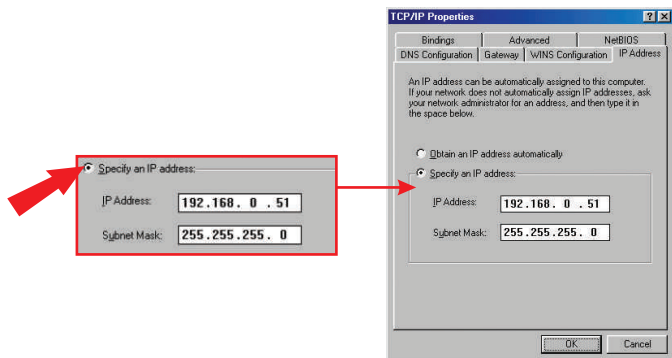 Specify an IP address:
IP Address: 192.168. 0 .51
Subnet Mask: 255.255.255. 0
TCP/IP Properties ? X
Bindings Advanced NetBIOS
DNS Configuration Gateway WINS Configuration IP Address
An IP address can be automatically assigned to this computer.
If your network does not automatically assign IP addresses, ask
your network administrator for an address, and then type it in
the space below.
Obtain an IP address automatically
Specify an IP address:
IP Address: 192.168. 0 .51
Subnet Mask: 255.255.255. 0
OK Cancel